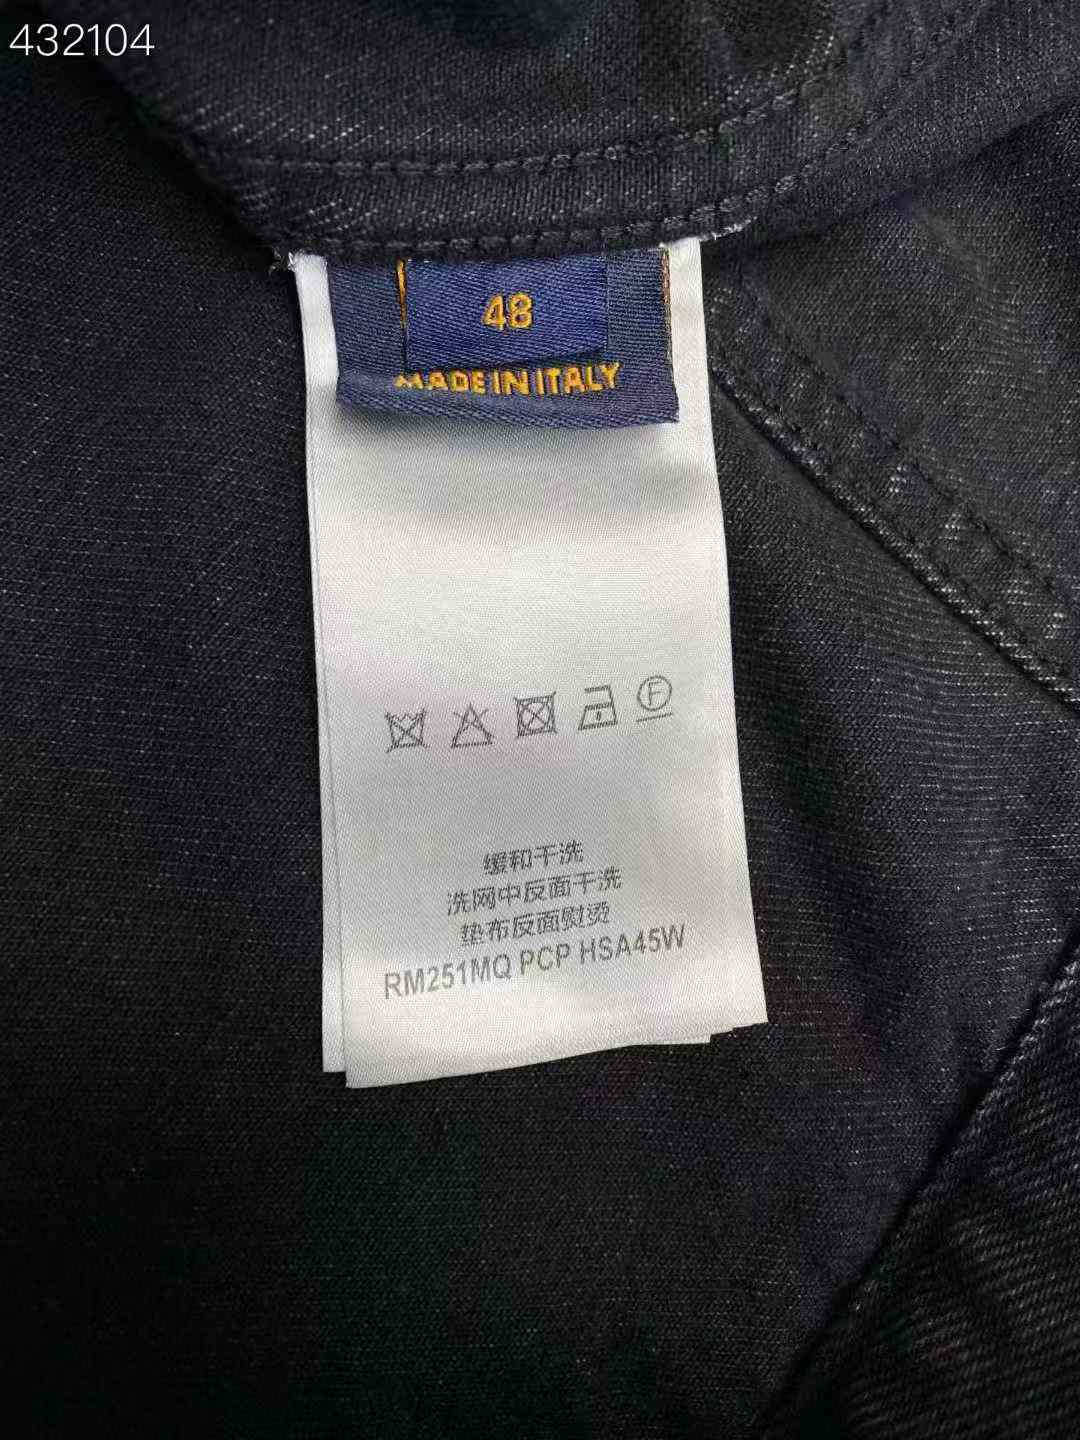 432104
48
MADE IN ITALY
F
缓和干洗
洗网中反面干洗
垫布反面熨烫
RM251MQ PCP HSA45W